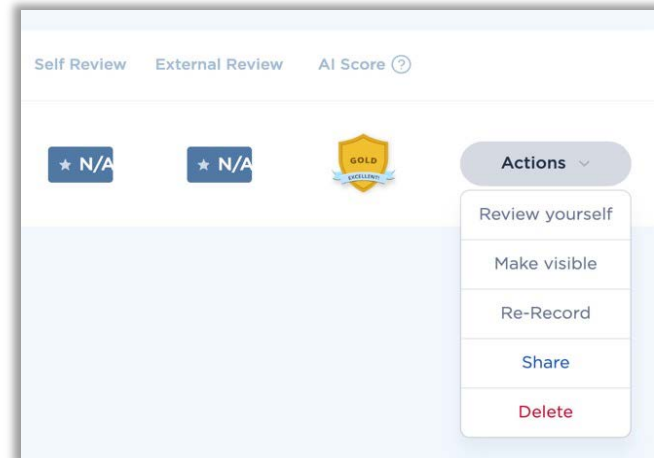 Self Review External Review AI Score ?
★ N/A ★ N/A GOLD Actions
EXCELLENT!
Review yourself
Make visible
Re-Record
Share
Delete